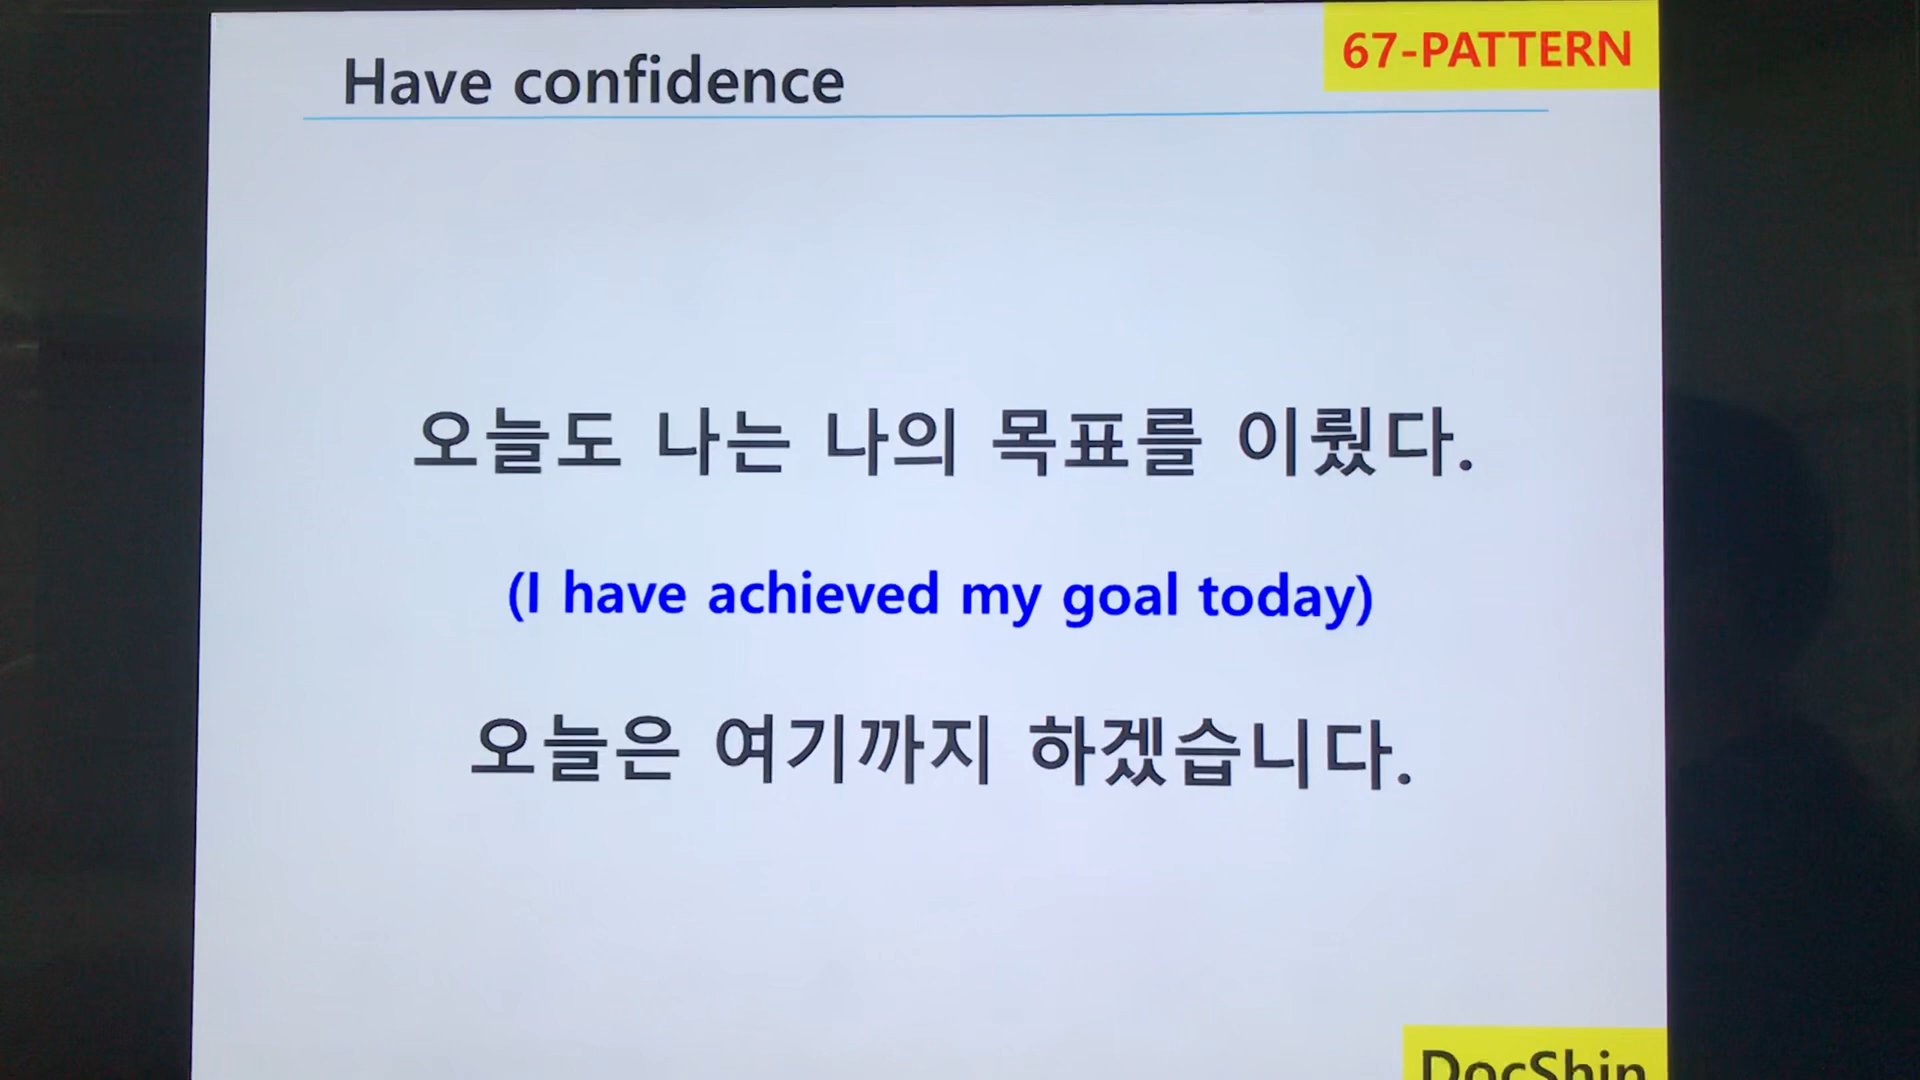 67-PATTERN
Have confidence
오늘도 나는 나의 목표를 이뤘다.
(I have achieved my goal today)
오늘은 여기까지 하겠습니다.
DocShin